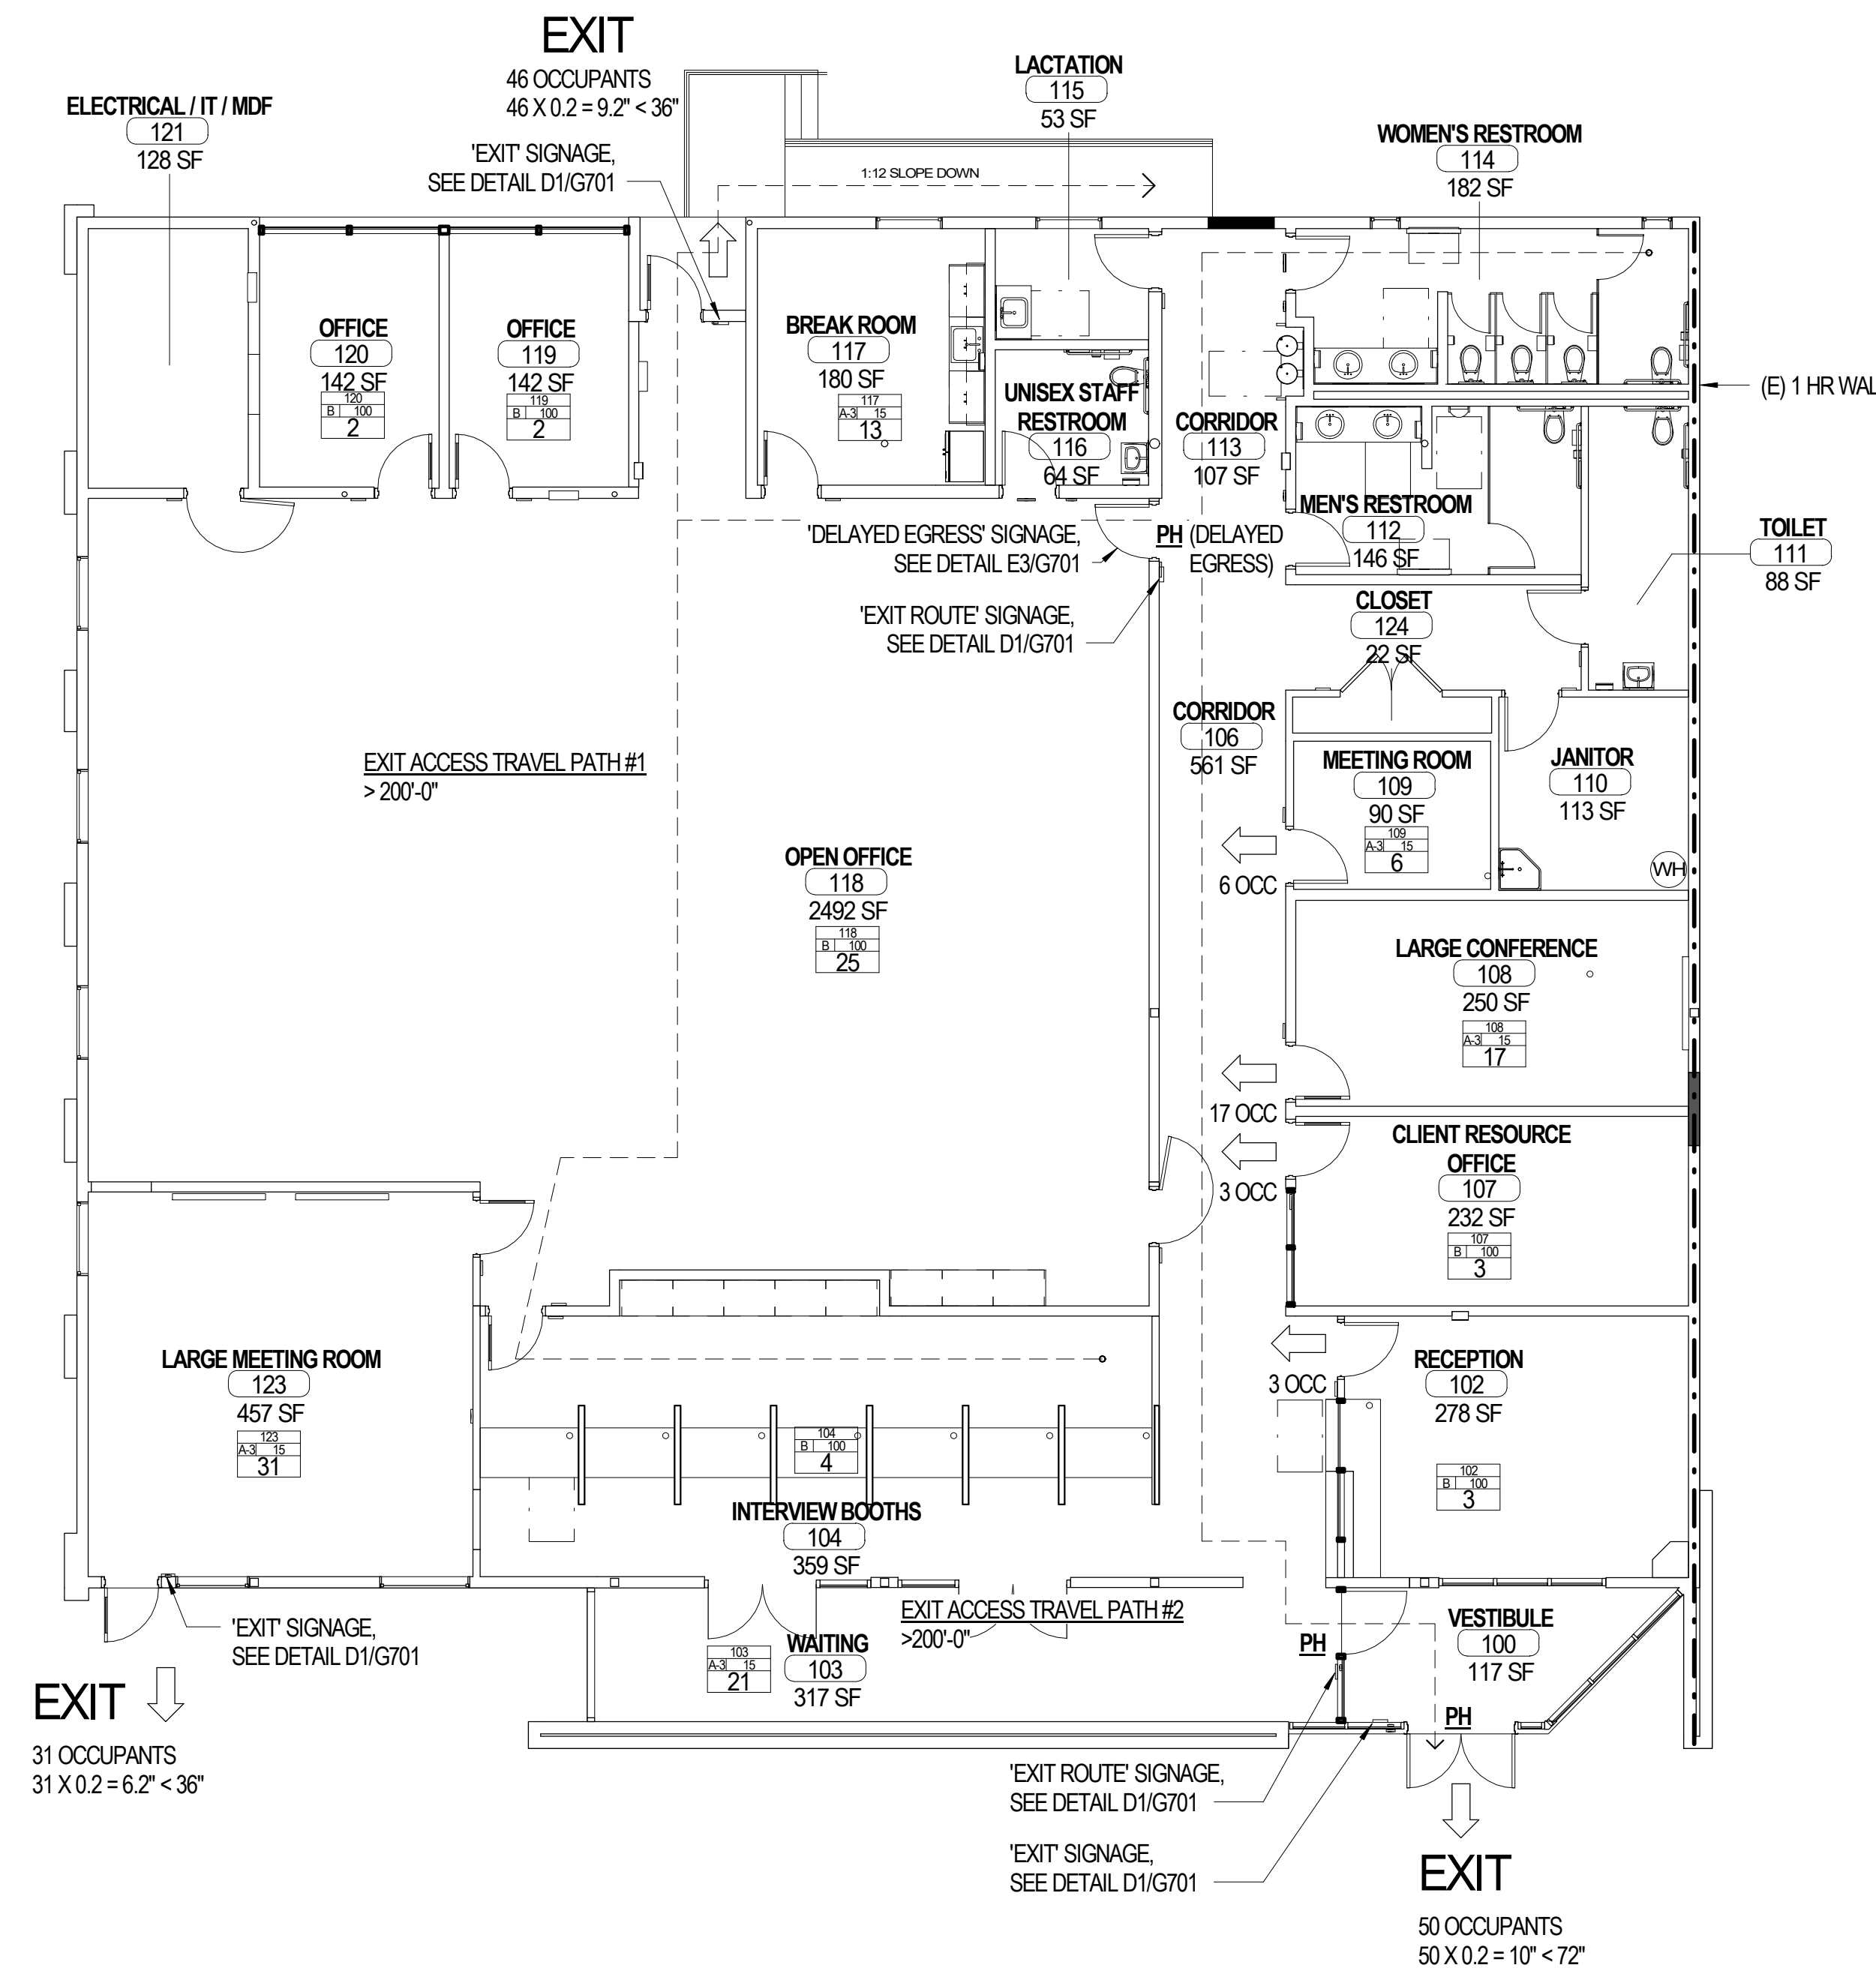 EXIT
46 OCCUPANTS
46 X 0.2 = 9.2" < 36"
ELECTRICAL / IT / MDF
121
128 SF
'EXIT' SIGNAGE,
SEE DETAIL D1/G701
LACTATION
115
53 SF
WOMEN'S RESTROOM
114
182 SF
1:12 SLOPE DOWN
OFFICE
120
142 SF
120
B 100
2
OFFICE
119
142 SF
119
B 100
2
BREAK ROOM
117
180 SF
117
A-3 15
13
UNISEX STAFF
RESTROOM
116
64 SF
CORRIDOR
113
107 SF
(E) 1 HR WAL
MEN'S RESTROOM
112
146 SF
TOILET
111
88 SF
'DELAYED EGRESS' SIGNAGE,
SEE DETAIL E3/G701
PH (DELAYED
EGRESS)
'EXIT ROUTE' SIGNAGE,
SEE DETAIL D1/G701
CLOSET
124
22 SF
CORRIDOR
106
561 SF
EXIT ACCESS TRAVEL PATH #1
> 200'-0"
MEETING ROOM
109
90 SF
109
A-3 15
6
JANITOR
110
113 SF
WH
6 OCC
OPEN OFFICE
118
2492 SF
118
B 100
25
LARGE CONFERENCE
108
250 SF
108
A-3 15
17
17 OCC
CLIENT RESOURCE
OFFICE
107
232 SF
107
B 100
3
3 OCC
LARGE MEETING ROOM
123
457 SF
123
A-3 15
31
RECEPTION
102
278 SF
102
B 100
3
3 OCC
104
B 100
4
INTERVIEW BOOTHS
104
359 SF
EXIT ACCESS TRAVEL PATH #2
>200'-0"
'EXIT' SIGNAGE,
SEE DETAIL D1/G701
103
A-3 15
21
WAITING
103
317 SF
PH
VESTIBULE
100
117 SF
PH
EXIT
31 OCCUPANTS
31 X 0.2 = 6.2" < 36"
'EXIT ROUTE' SIGNAGE,
SEE DETAIL D1/G701
'EXIT' SIGNAGE,
SEE DETAIL D1/G701
EXIT
50 OCCUPANTS
50 X 0.2 = 10" < 72"